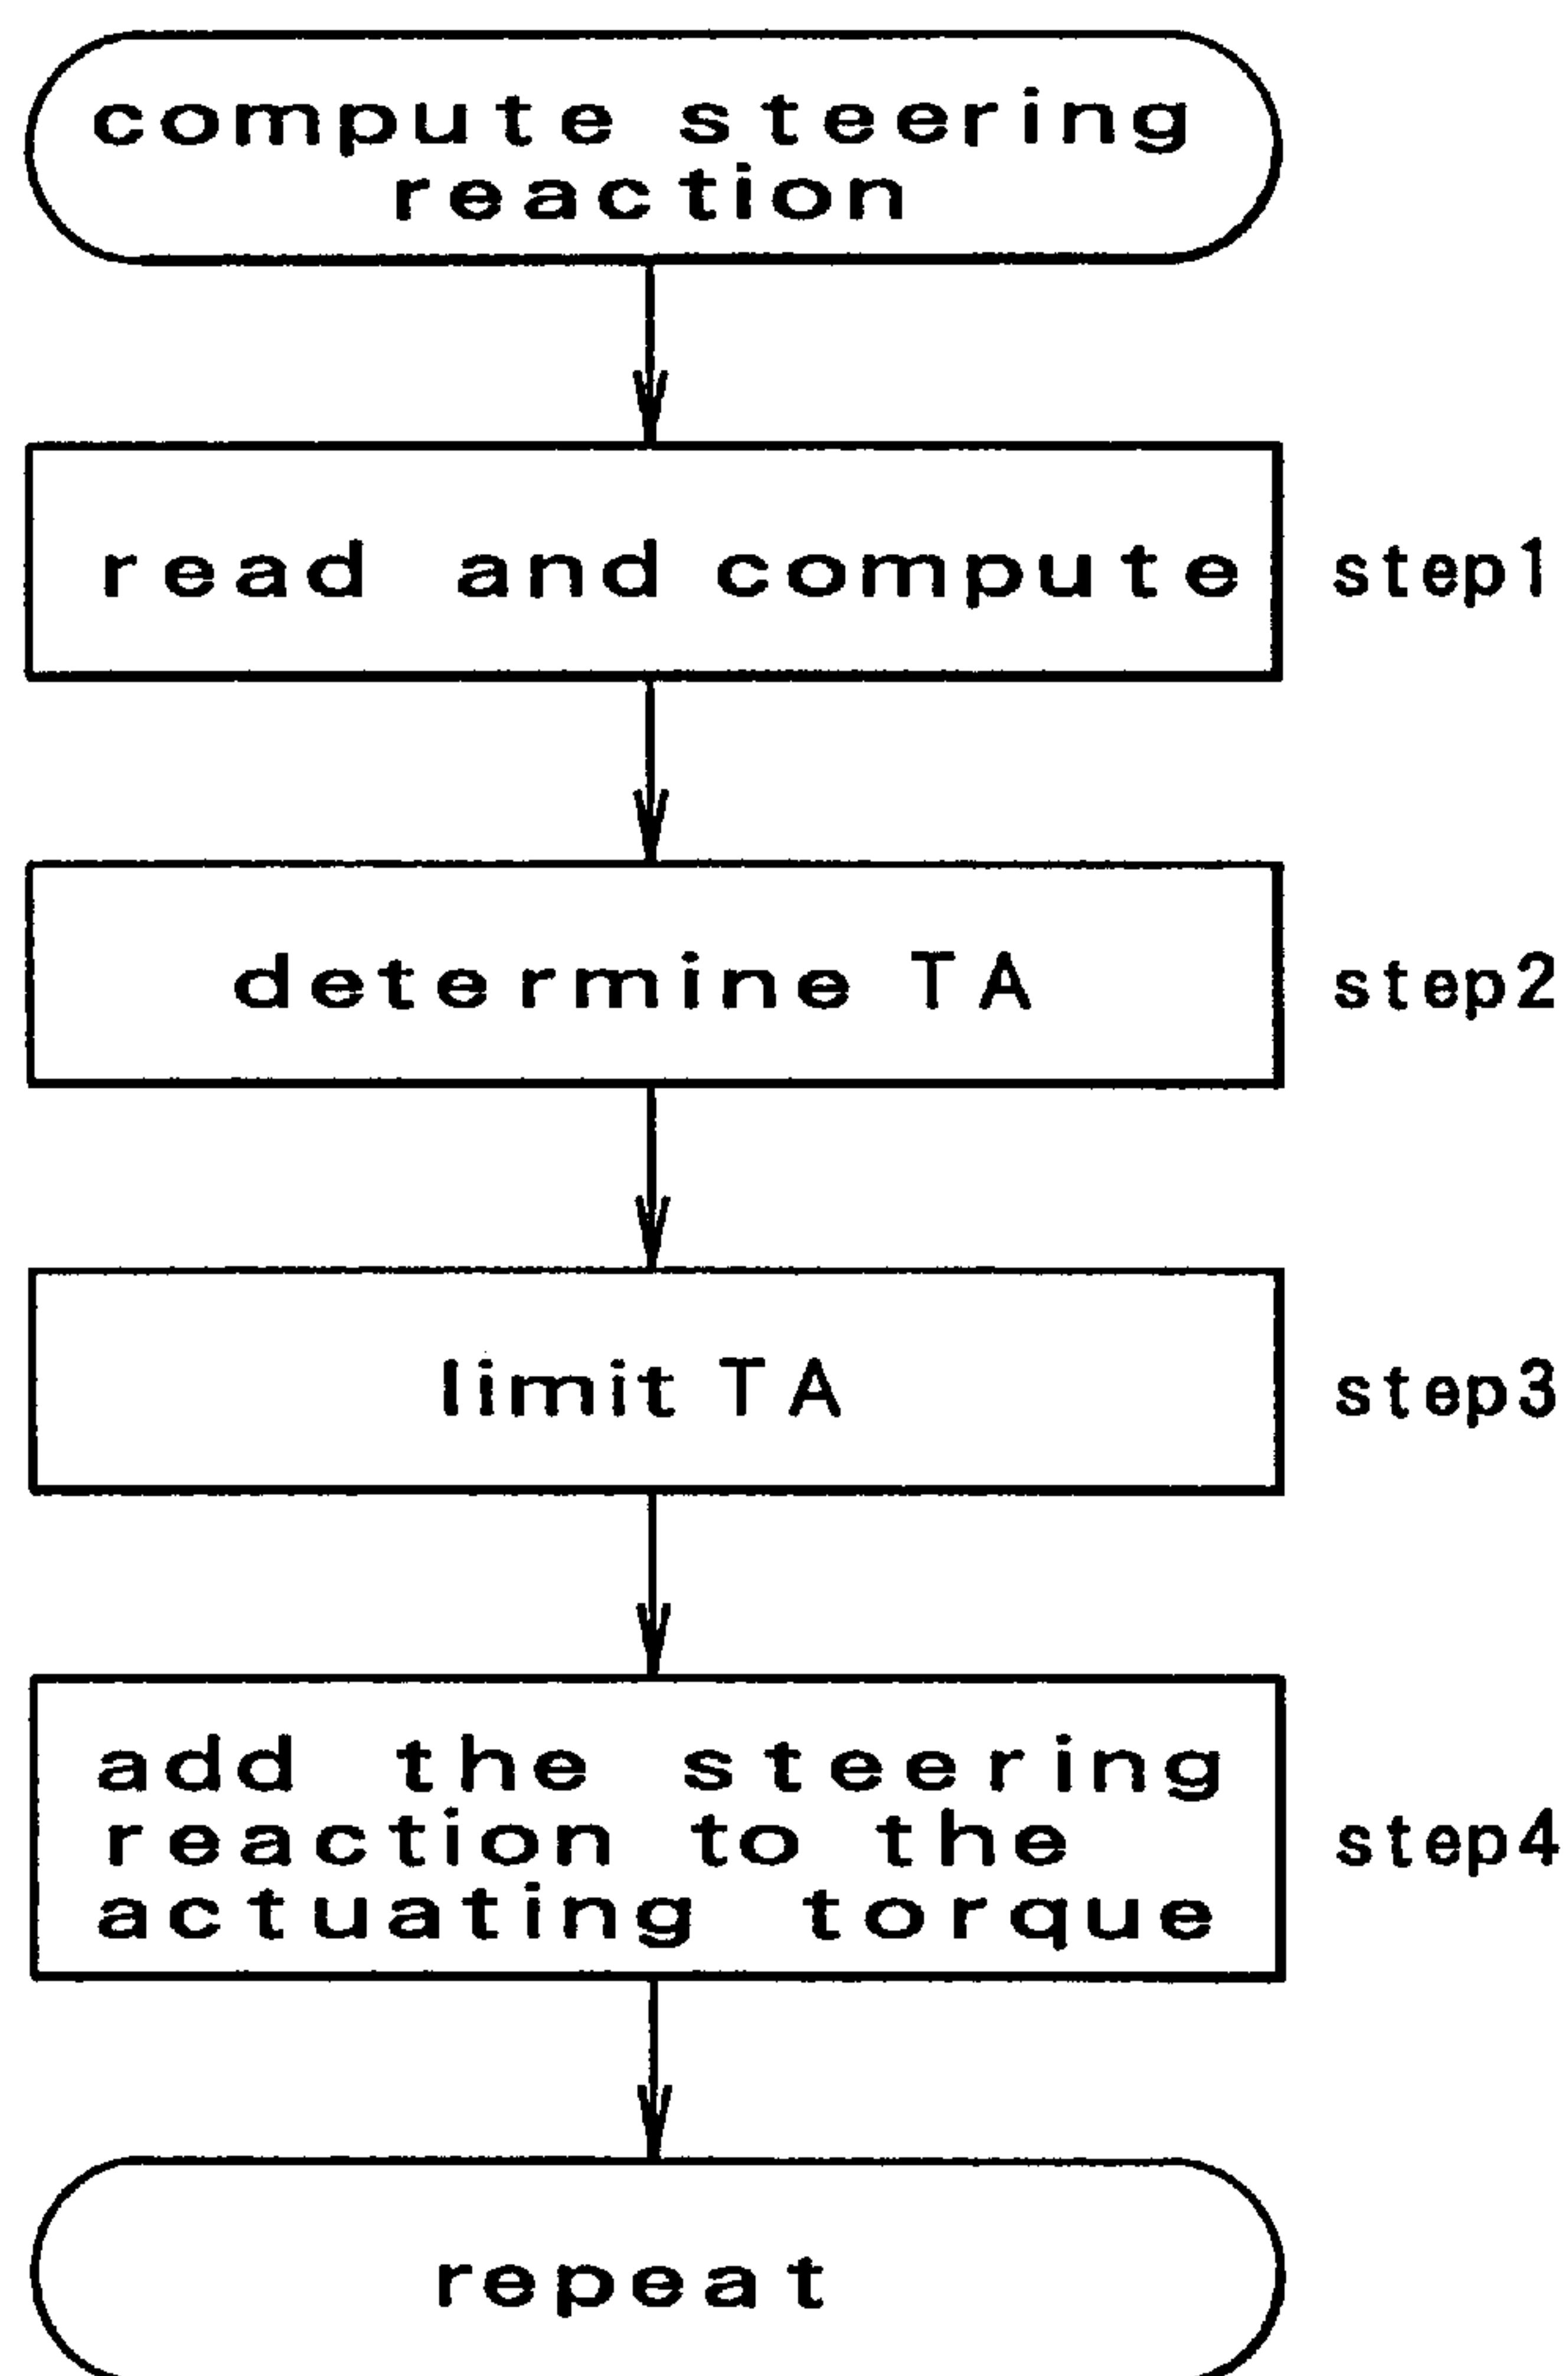 compute steering
reaction
read and compute step1
determine TA step2
limit TA step3
add the steering
reaction to the step4
actuating torque
repeat